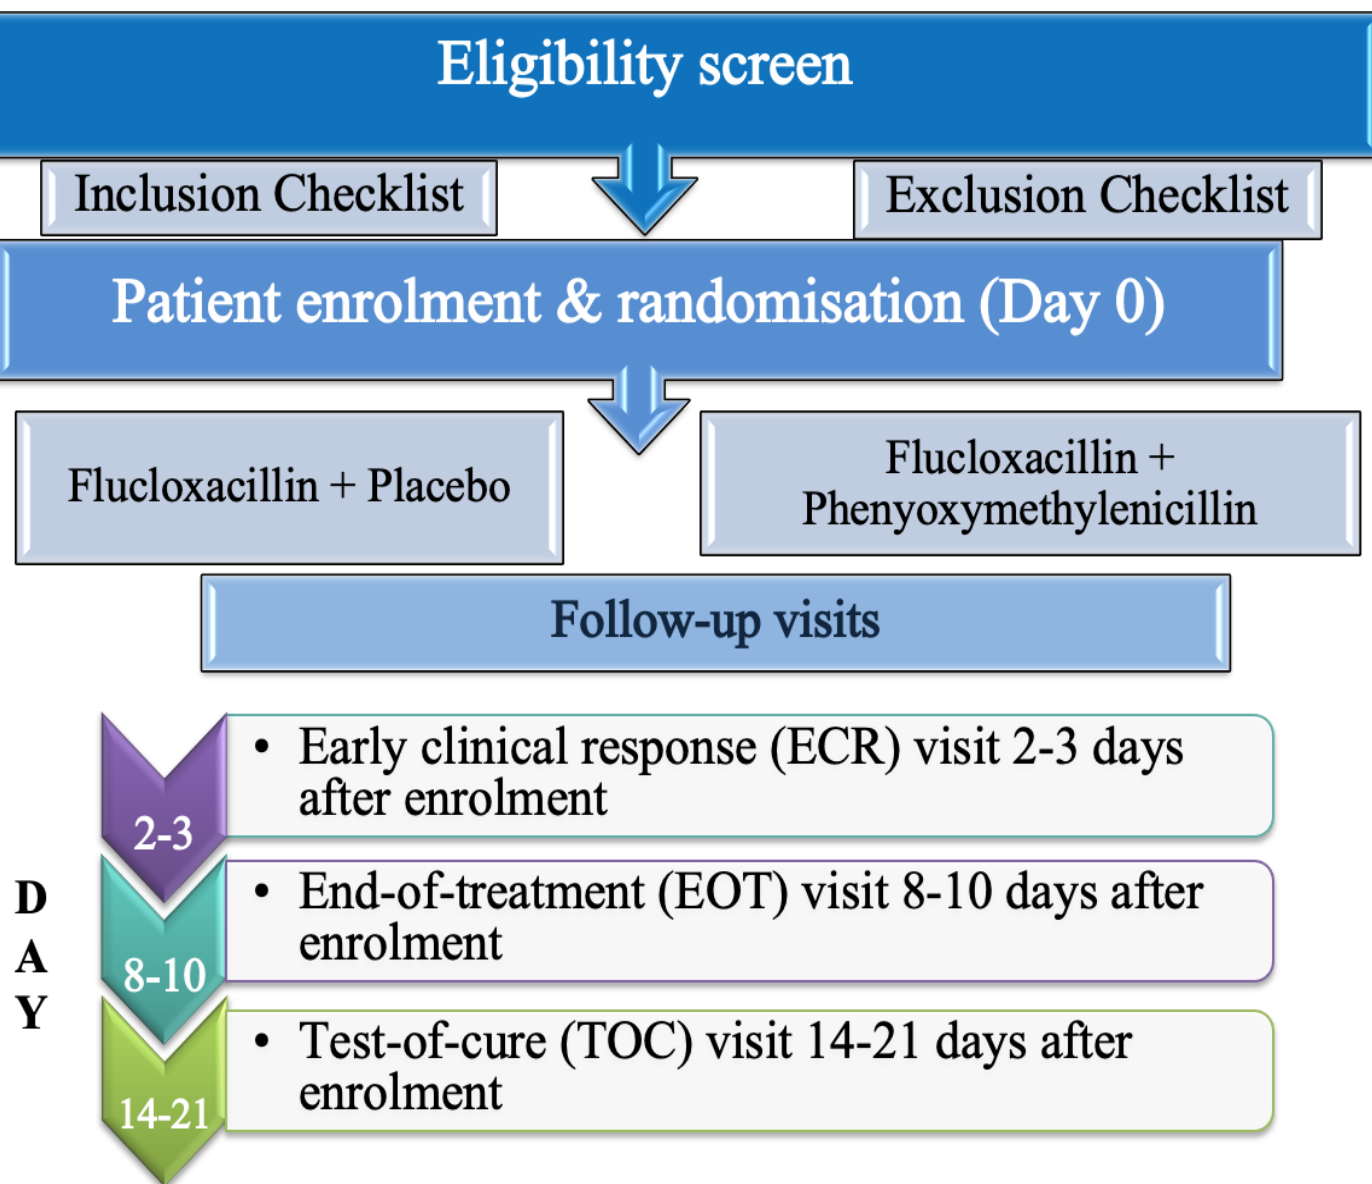 Eligibility screen
Inclusion Checklist
Exclusion Checklist
Patient enrolment & randomisation (Day 0)
Flucloxacillin + Placebo
Flucloxacillin +
Phenyoxymethylenicillin
Follow-up visits
D
A
Y
2-3
• Early clinical response (ECR) visit 2-3 days
after enrolment
8-10
• End-of-treatment (EOT) visit 8-10 days after
enrolment
14-21
• Test-of-cure (TOC) visit 14-21 days after
enrolment